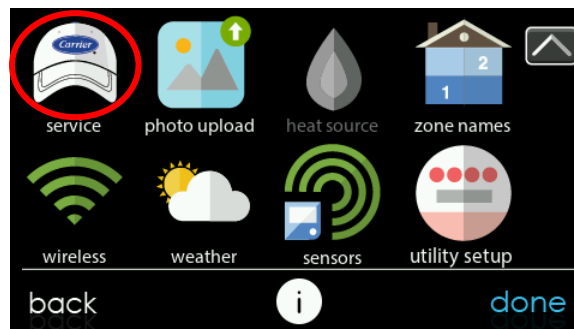 Carrier
service photo upload heat source zone names
2
1
wireless weather sensors utility setup
back i done